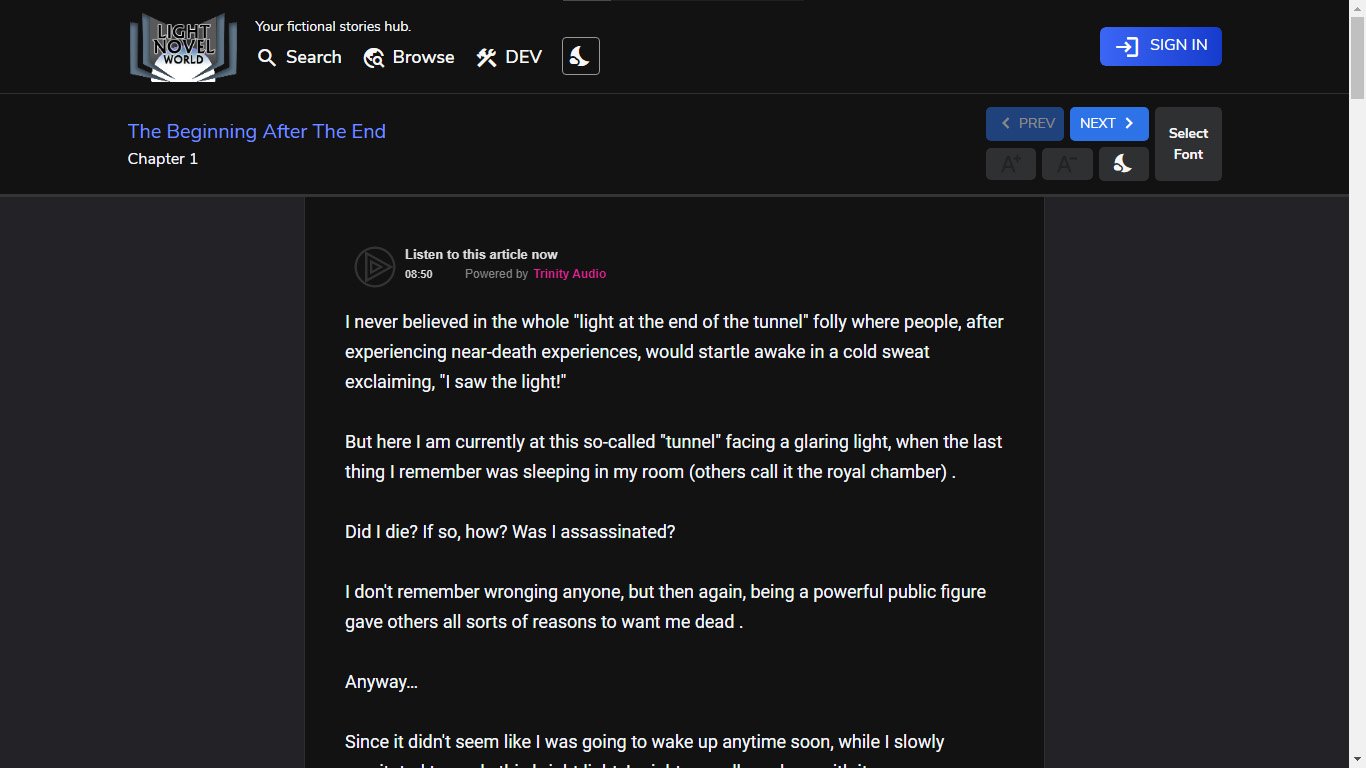 LIGHT
NOVEL
WORLD
Your fictional stories hub.
Search Browse DEV
SIGN IN
The Beginning After The End
Chapter 1
PREV NEXT
A+ A-
Select
Font
Listen to this article now
08:50 Powered by Trinity Audio
I never believed in the whole "light at the end of the tunnel" folly where people, after
experiencing near-death experiences, would startle awake in a cold sweat
exclaiming, "I saw the light!"
But here I am currently at this so-called "tunnel" facing a glaring light, when the last
thing I remember was sleeping in my room (others call it the royal chamber) .
Did I die? If so, how? Was I assassinated?
I don't remember wronging anyone, but then again, being a powerful public figure
gave others all sorts of reasons to want me dead .
Anyway…
Since it didn't seem like I was going to wake up anytime soon, while I slowly